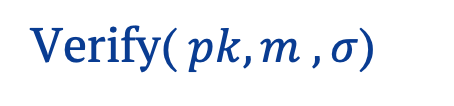 Verify( pk, m , σ)